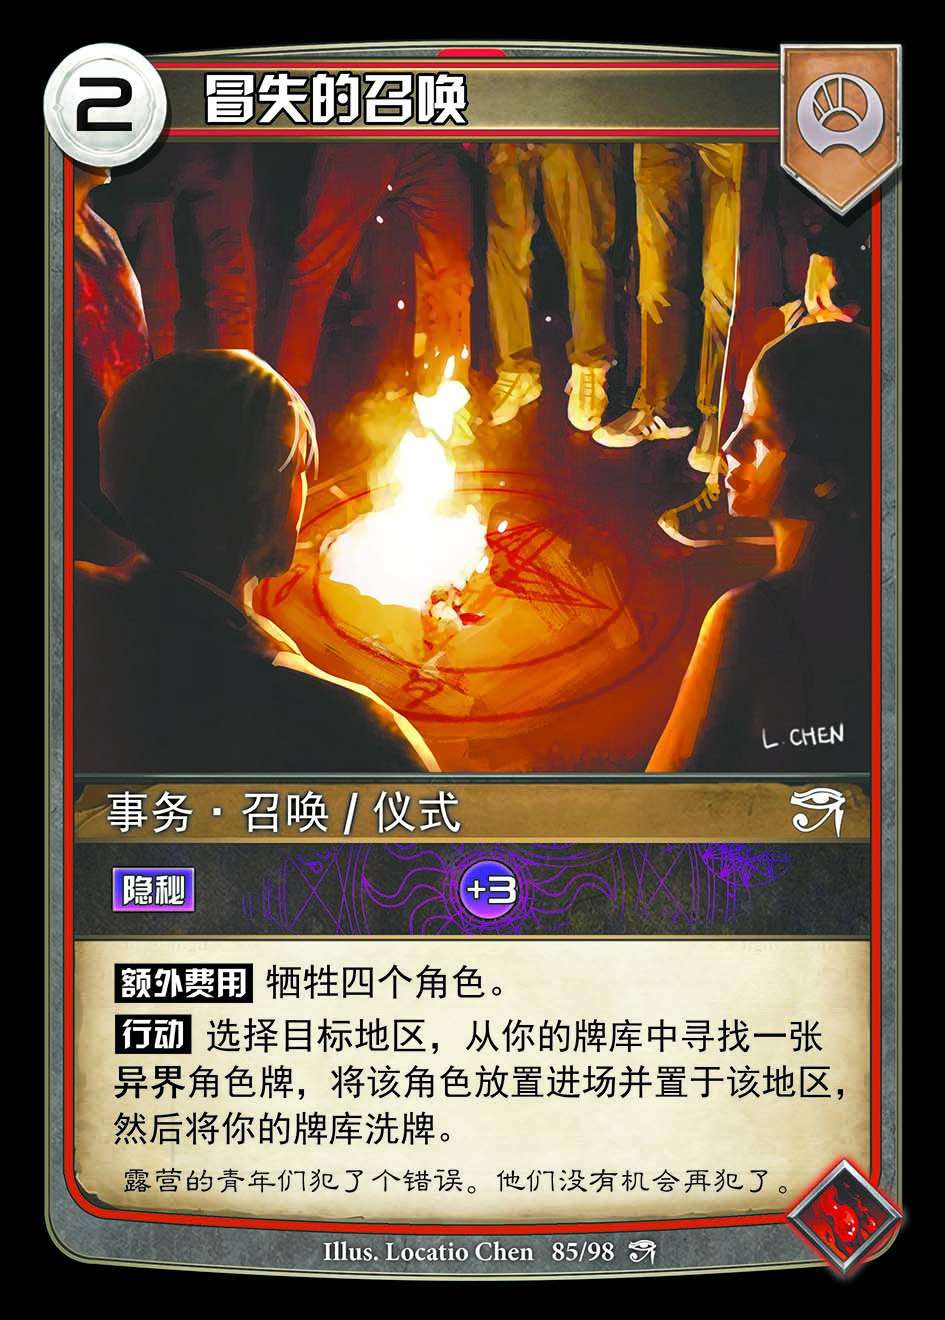 2
冒失的召唤
L. CHEN
事务·召唤 / 仪式
隐秘
+3
额外费用 牺牲四个角色。
行动 选择目标地区，从你的牌库中寻找一张
异界角色牌，将该角色放置进场并置于该地区，
然后将你的牌库洗牌。
露营的青年们犯了个错误。他们没有机会再犯了。
Illus. Locatio Chen 85/98